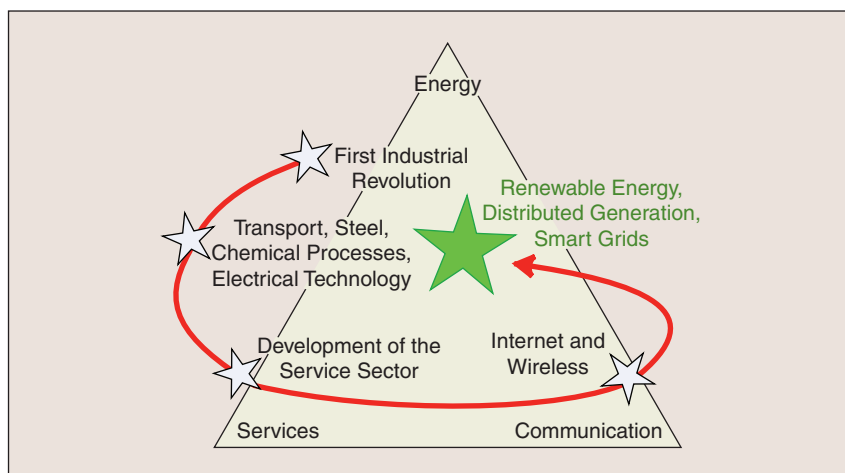 Energy
First Industrial
Revolution
Renewable Energy,
Distributed Generation,
Smart Grids
Transport, Steel,
Chemical Processes,
Electrical Technology
Development of the
Service Sector
Internet and
Wireless
Services
Communication